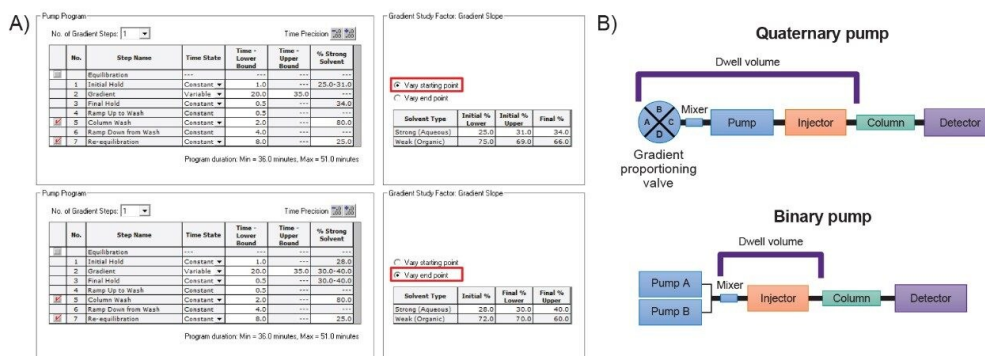 A)
Pump Program
No. of Gradient Steps: 1
Time Precision
No. Step Name Time State Time - Lower Bound Time - Upper Bound % Strong Solvent
Equilibration --- --- --- ---
1 Initial Hold Constant 1.0 --- 25.0-31.0
2 Gradient Variable 20.0 35.0 ---
3 Final Hold Constant 0.5 --- 34.0
4 Ramp Up to Wash Constant 0.5 --- ---
5 Column Wash Constant 2.0 --- 80.0
6 Ramp Down from Wash Constant 4.0 --- ---
7 Re-equilibration Constant 8.0 --- 25.0
Program duration: Min = 36.0 minutes, Max = 51.0 minutes
Gradient Study Factor: Gradient Slope
Vary starting point
Vary end point
Solvent Type Initial % Lower Initial % Upper Final %
Strong (Aqueous) 25.0 31.0 34.0
Weak (Organic) 75.0 69.0 66.0
Pump Program
No. of Gradient Steps: 1
Time Precision
No. Step Name Time State Time - Lower Bound Time - Upper Bound % Strong Solvent
Equilibration --- --- --- ---
1 Initial Hold Constant 1.0 --- 28.0
2 Gradient Variable 20.0 35.0 30.0-40.0
3 Final Hold Constant 0.5 --- 30.0-40.0
4 Ramp Up to Wash Constant 0.5 --- ---
5 Column Wash Constant 2.0 --- 80.0
6 Ramp Down from Wash Constant 4.0 --- ---
7 Re-equilibration Constant 8.0 --- 25.0
Program duration: Min = 36.0 minutes, Max = 51.0 minutes
Gradient Study Factor: Gradient Slope
Vary starting point
Vary end point
Solvent Type Initial % Final % Lower Final % Upper
Strong (Aqueous) 28.0 30.0 40.0
Weak (Organic) 72.0 70.0 60.0
B)
Quaternary pump
Dwell volume
A B C D
Mixer
Pump
Injector
Column
Detector
Gradient
proportioning
valve
Binary pump
Dwell volume
Pump A
Pump B
Mixer
Injector
Column
Detector